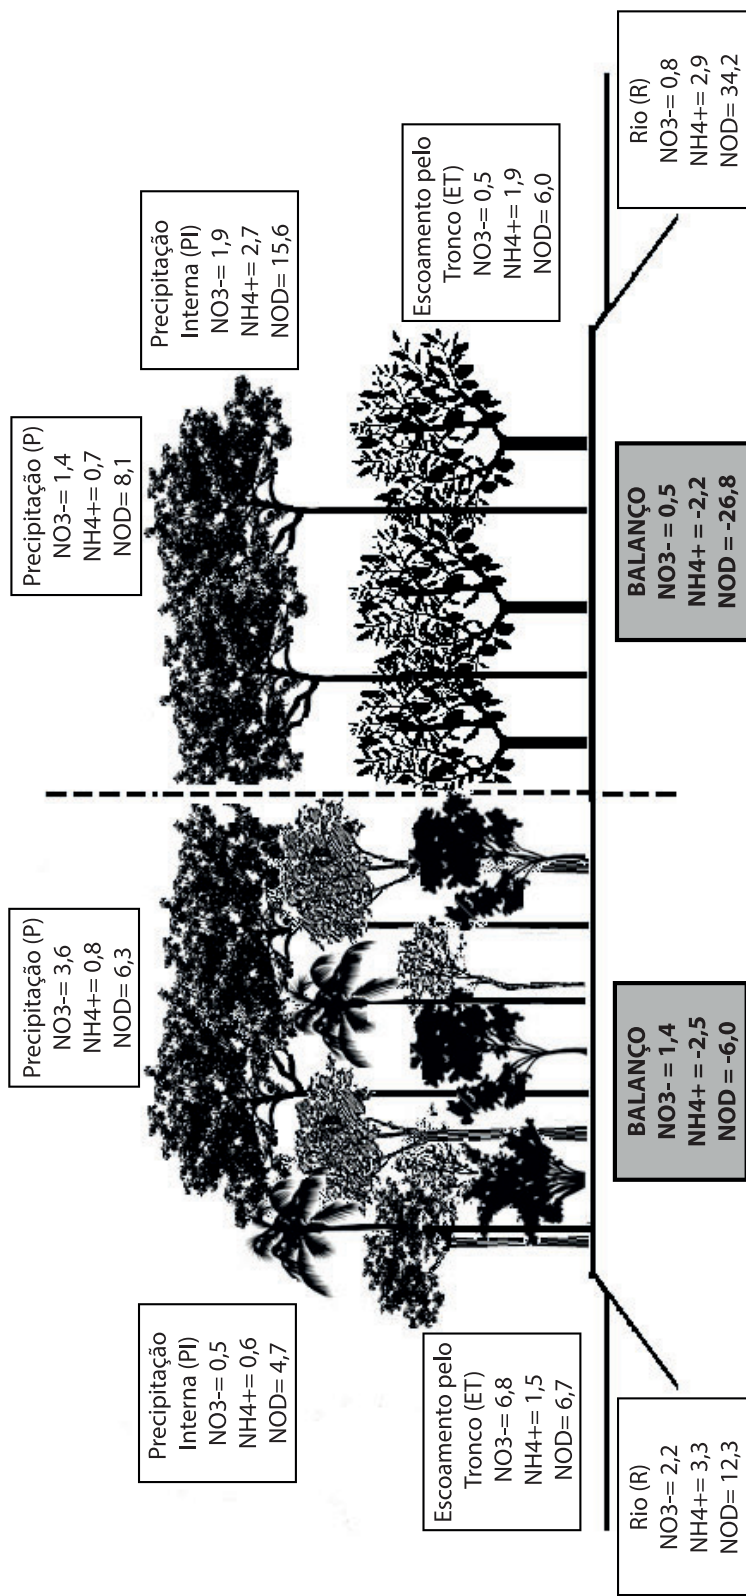 Precipitação (P)
NO3-= 3,6
NH4+= 0,8
NOD= 6,3
Precipitação (P)
NO3-= 1,4
NH4+= 0,7
NOD= 8,1
Precipitação
Interna (PI)
NO3-= 0,5
NH4+= 0,6
NOD= 4,7
Precipitação
Interna (PI)
NO3-= 1,9
NH4+= 2,7
NOD= 15,6
Escoamento pelo
Tronco (ET)
NO3-= 6,8
NH4+= 1,5
NOD= 6,7
Escoamento pelo
Tronco (ET)
NO3-= 0,5
NH4+= 1,9
NOD= 6,0
Rio (R)
NO3-= 2,2
NH4+= 3,3
NOD= 12,3
BALANÇO
NO3-= 1,4
NH4+ = -2,5
NOD = -6,0
BALANÇO
NO3-= 0,5
NH4+ = -2,2
NOD = -26,8
Rio (R)
NO3-= 0,8
NH4+= 2,9
NOD= 34,2